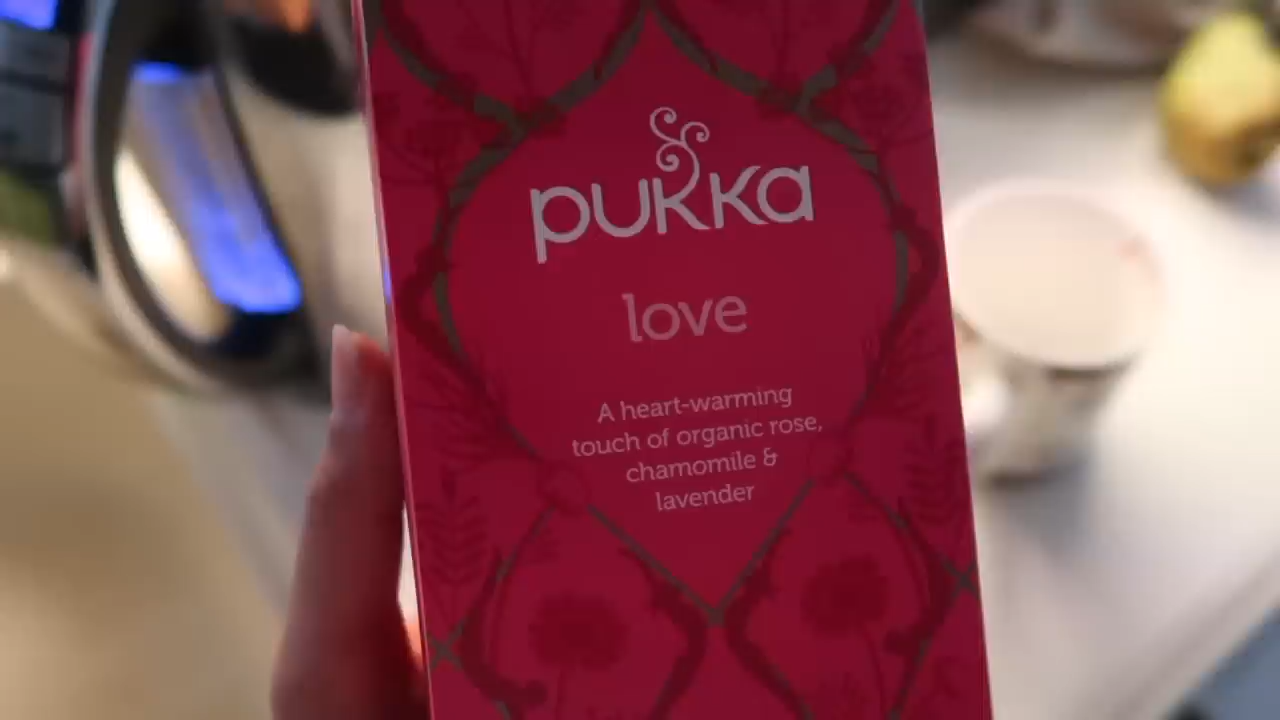 pukka
love
A heart-warming
touch of organic rose,
chamomile &
lavender